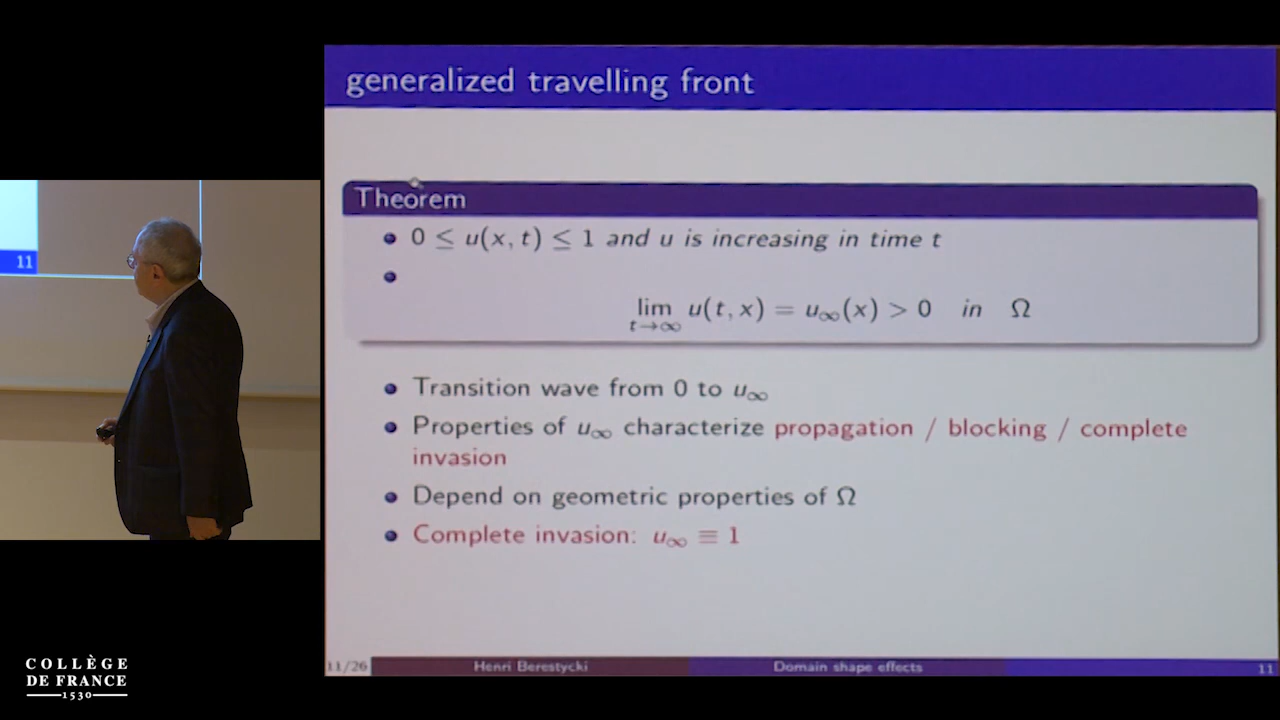 generalized travelling front
Theorem
0 ≤ u(x, t) ≤ 1 and u is increasing in time t
lim u(t, x) = u∞(x) > 0 in Ω
t→∞
Transition wave from 0 to u∞
Properties of u∞ characterize propagation / blocking / complete
invasion
Depend on geometric properties of Ω
Complete invasion: u∞ ≡ 1
11/26 Henri Berestycki Domain shape effects 11
11
COLLÈGE
DE FRANCE
1530